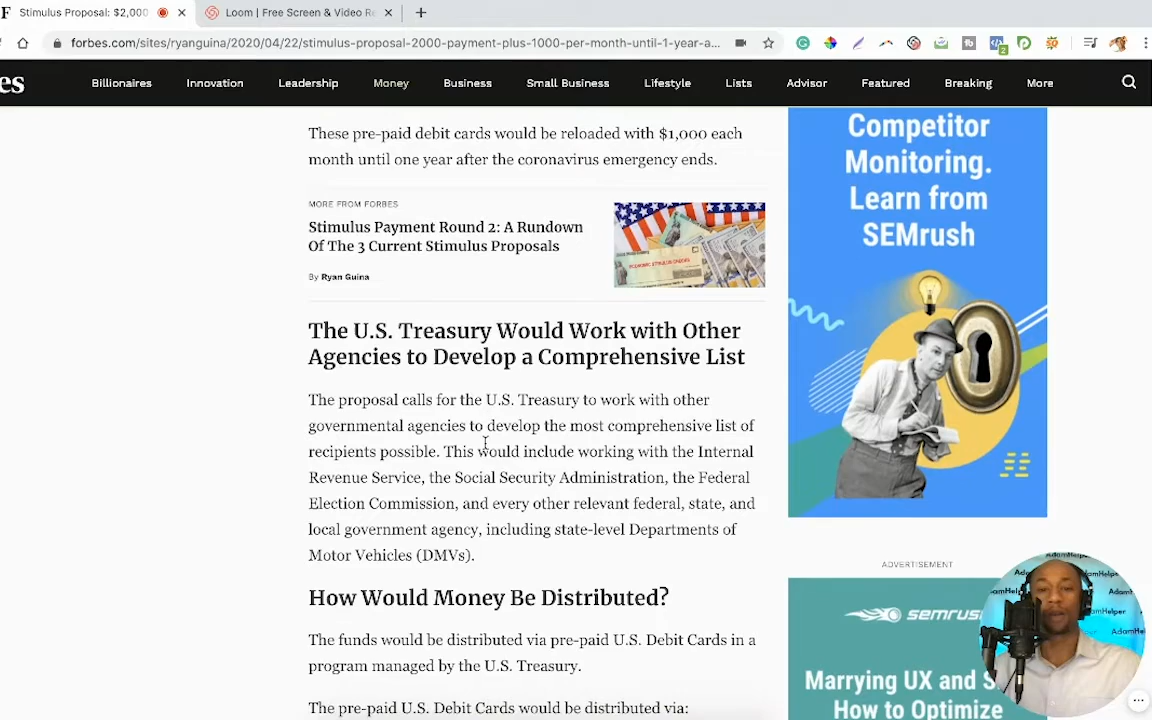 F Stimulus Proposal: $2,000
Loom | Free Screen & Video Re
forbes.com/sites/ryanguina/2020/04/22/stimulus-proposal-2000-payment-plus-1000-per-month-until-1-year-a...
2
es
Billionaires Innovation Leadership Money Business Small Business Lifestyle Lists Advisor Featured Breaking More
These pre-paid debit cards would be reloaded with $1,000 each
month until one year after the coronavirus emergency ends.
MORE FROM FORBES
Stimulus Payment Round 2: A Rundown
Of The 3 Current Stimulus Proposals
By Ryan Guina
The U.S. Treasury Would Work with Other
Agencies to Develop a Comprehensive List
The proposal calls for the U.S. Treasury to work with other
governmental agencies to develop the most comprehensive list of
recipients possible. This would include working with the Internal
Revenue Service, the Social Security Administration, the Federal
Election Commission, and every other relevant federal, state, and
local government agency, including state-level Departments of
Motor Vehicles (DMVs).
How Would Money Be Distributed?
The funds would be distributed via pre-paid U.S. Debit Cards in a
program managed by the U.S. Treasury.
The pre-paid U.S. Debit Cards would be distributed via:
Competitor
Monitoring.
Learn from
SEMrush
ADVERTISEMENT
semrus
Marrying UX and S
How to Optimize
AdamHelper